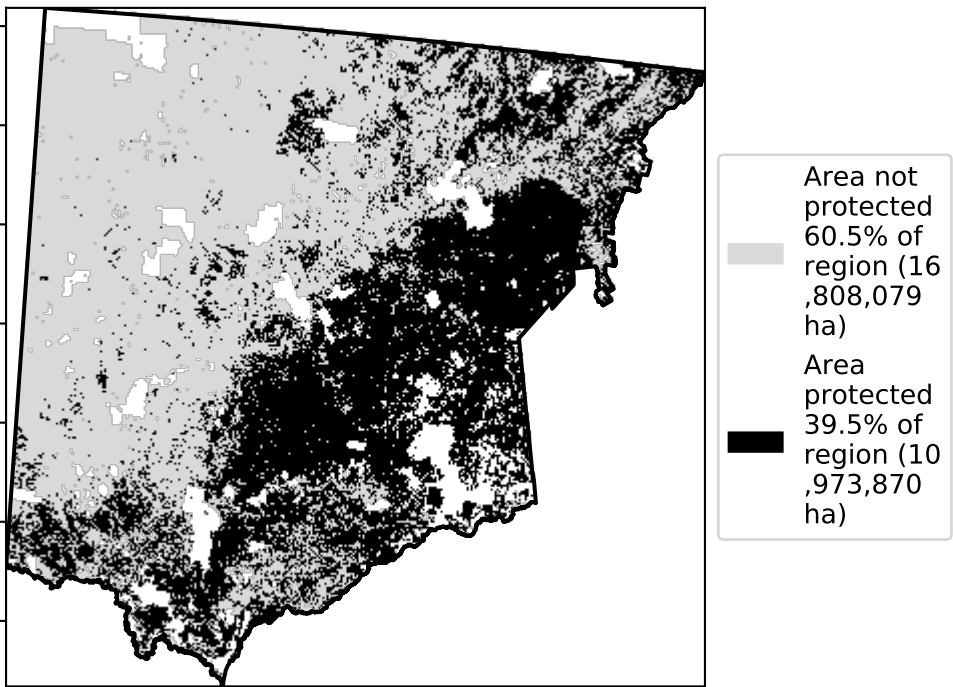 Area not
protected
60.5% of
region (16
,808,079
ha)
Area
protected
39.5% of
region (10
,973,870
ha)